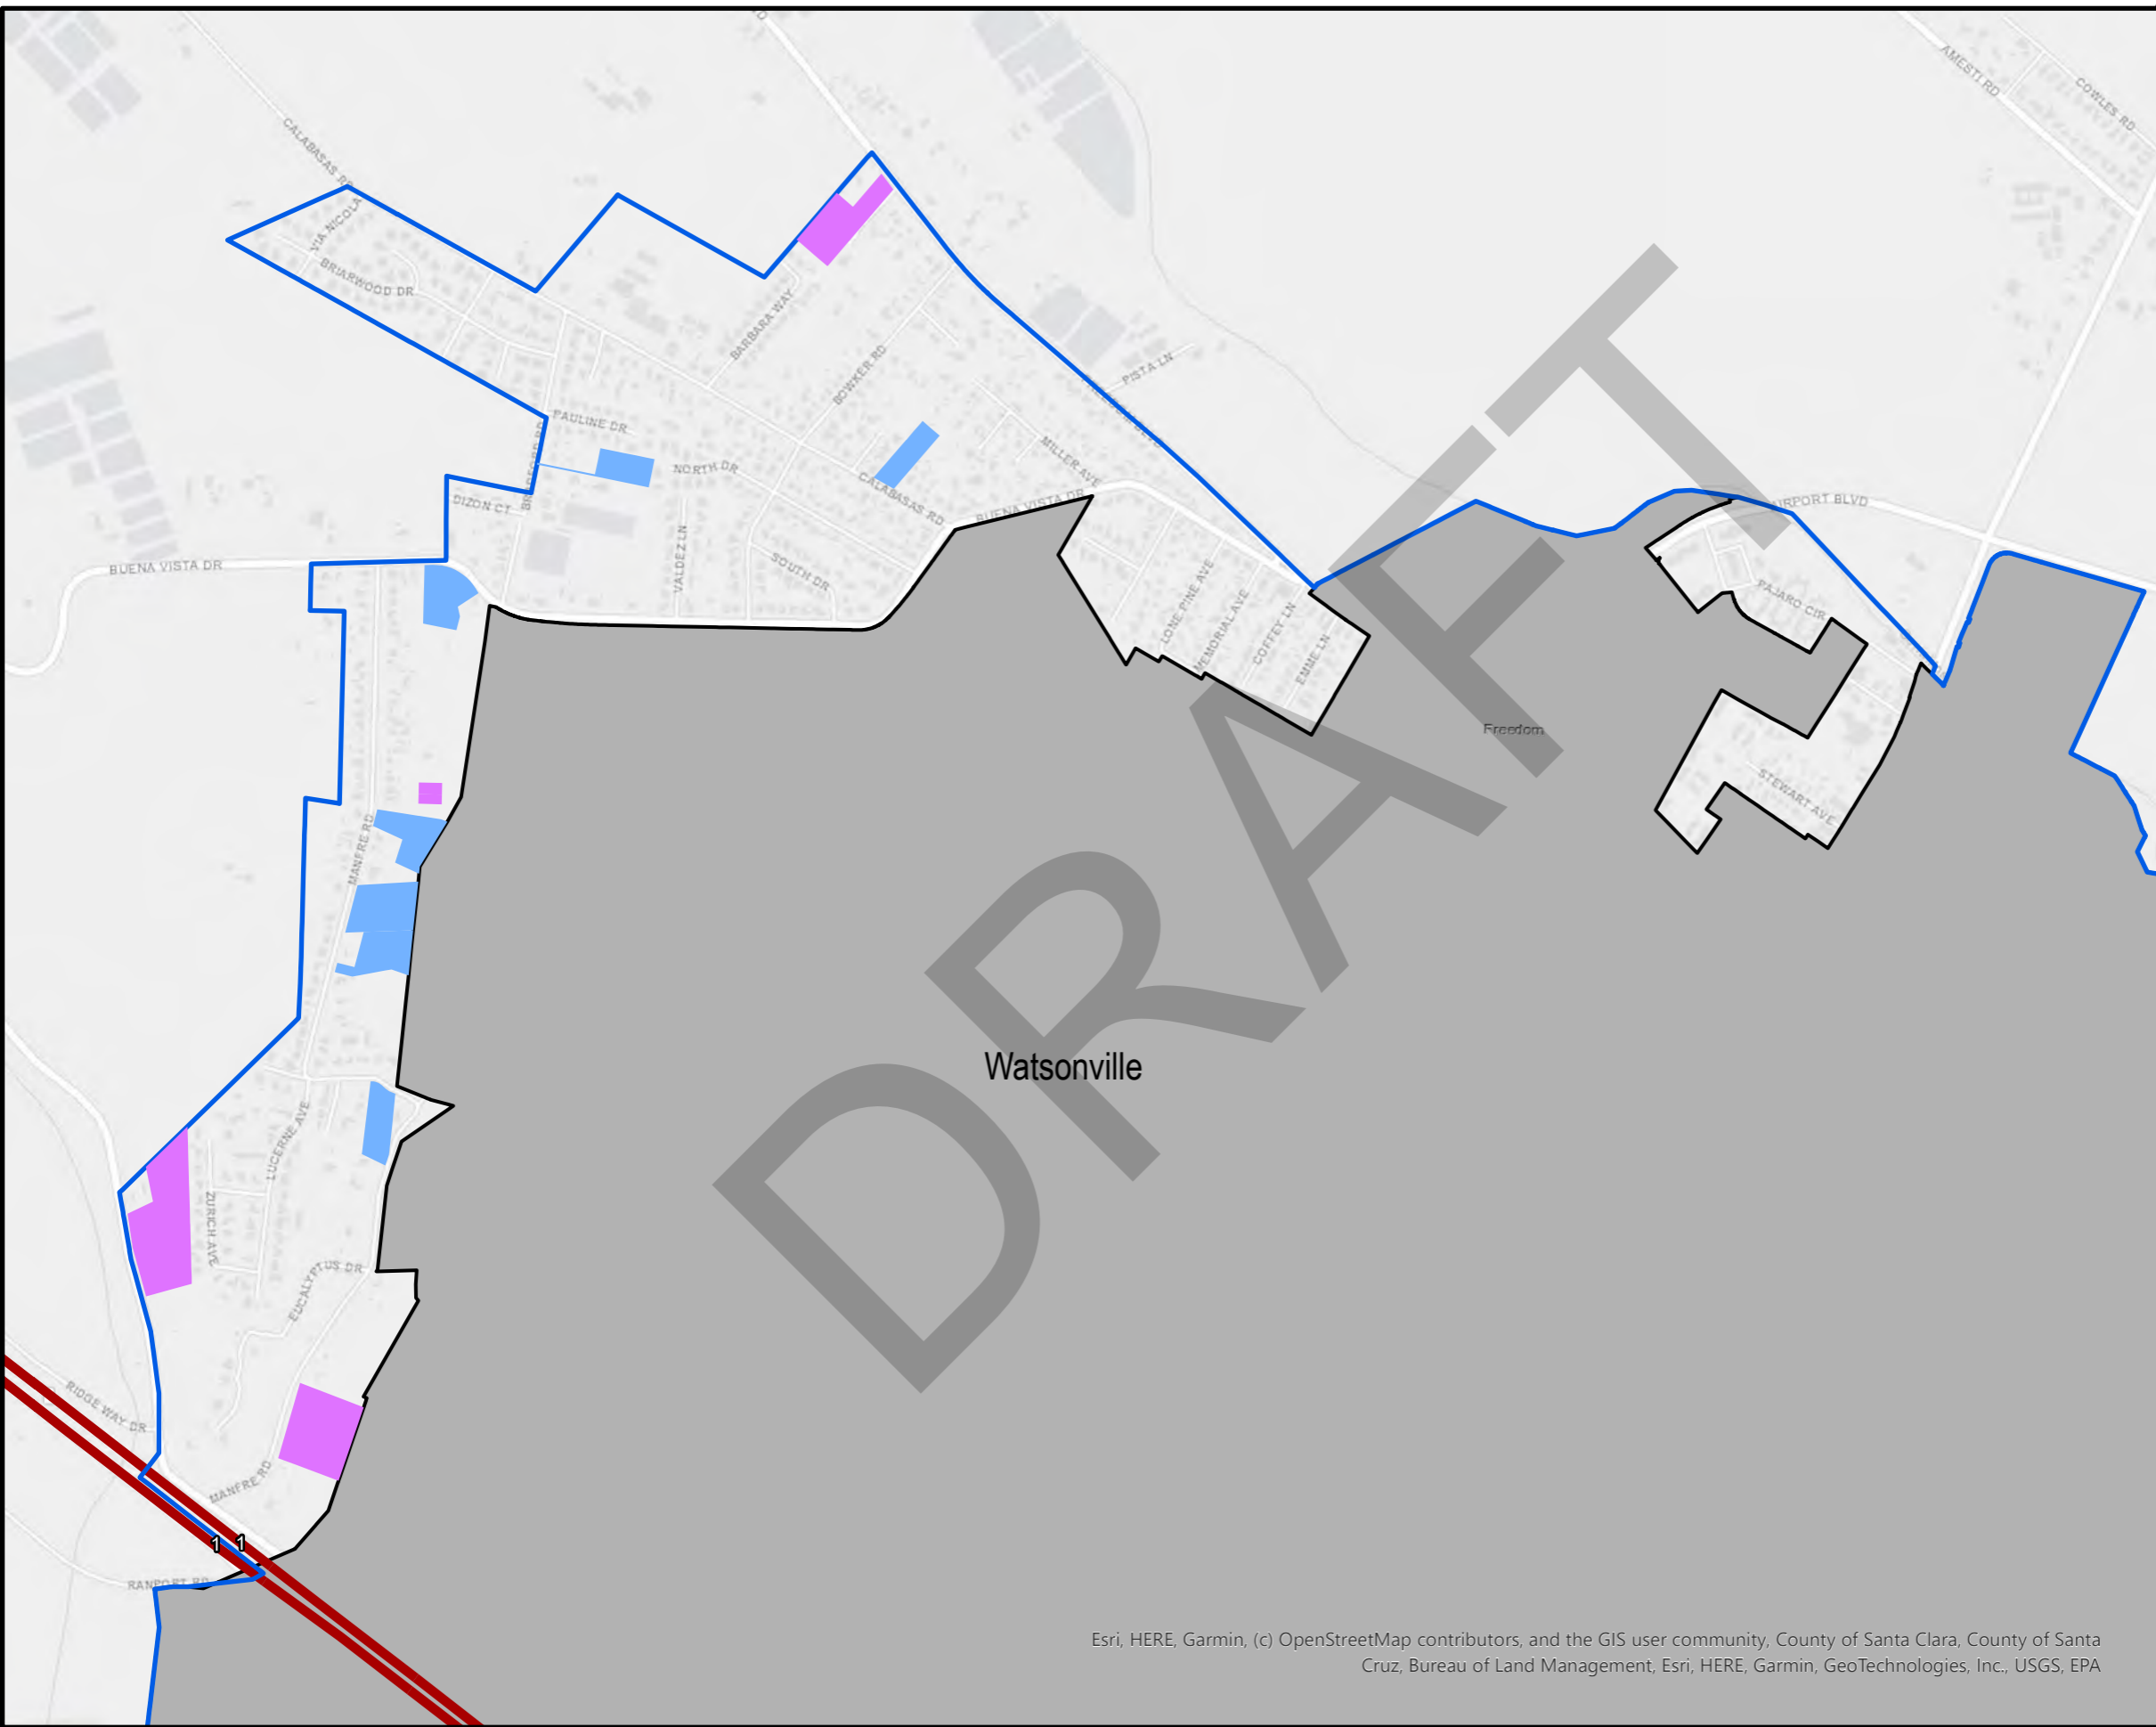 AMESTI RD
COWLES RD
CALABASAS RD
VIA NICOLA
BRIARWOOD DR
BARBARA WAY
BOWKER RD
PISTA LN
PAULINE DR
NORTH DR
MILLER AVE
CALABASAS RD
BUENA VISTA DR
DIZON CT
BRADFORD RD
AIRPORT BLVD
BUENA VISTA DR
VALDEZ LN
SOUTH DR
LONE PINE AVE
MEMORIAL AVE
COFFEY LN
EMME LN
PAJARO CIR
Freedom
STEWART AVE
MANFRE RD
DRAFT
Watsonville
LUCERNE AVE
ZURICH AVE
EUCALYPTUS DR
RIDGE WAY DR
MANFRE RD
1 1
RANPORT RD
Esri, HERE, Garmin, (c) OpenStreetMap contributors, and the GIS user community, County of Santa Clara, County of Santa
Cruz, Bureau of Land Management, Esri, HERE, Garmin, GeoTechnologies, Inc., USGS, EPA